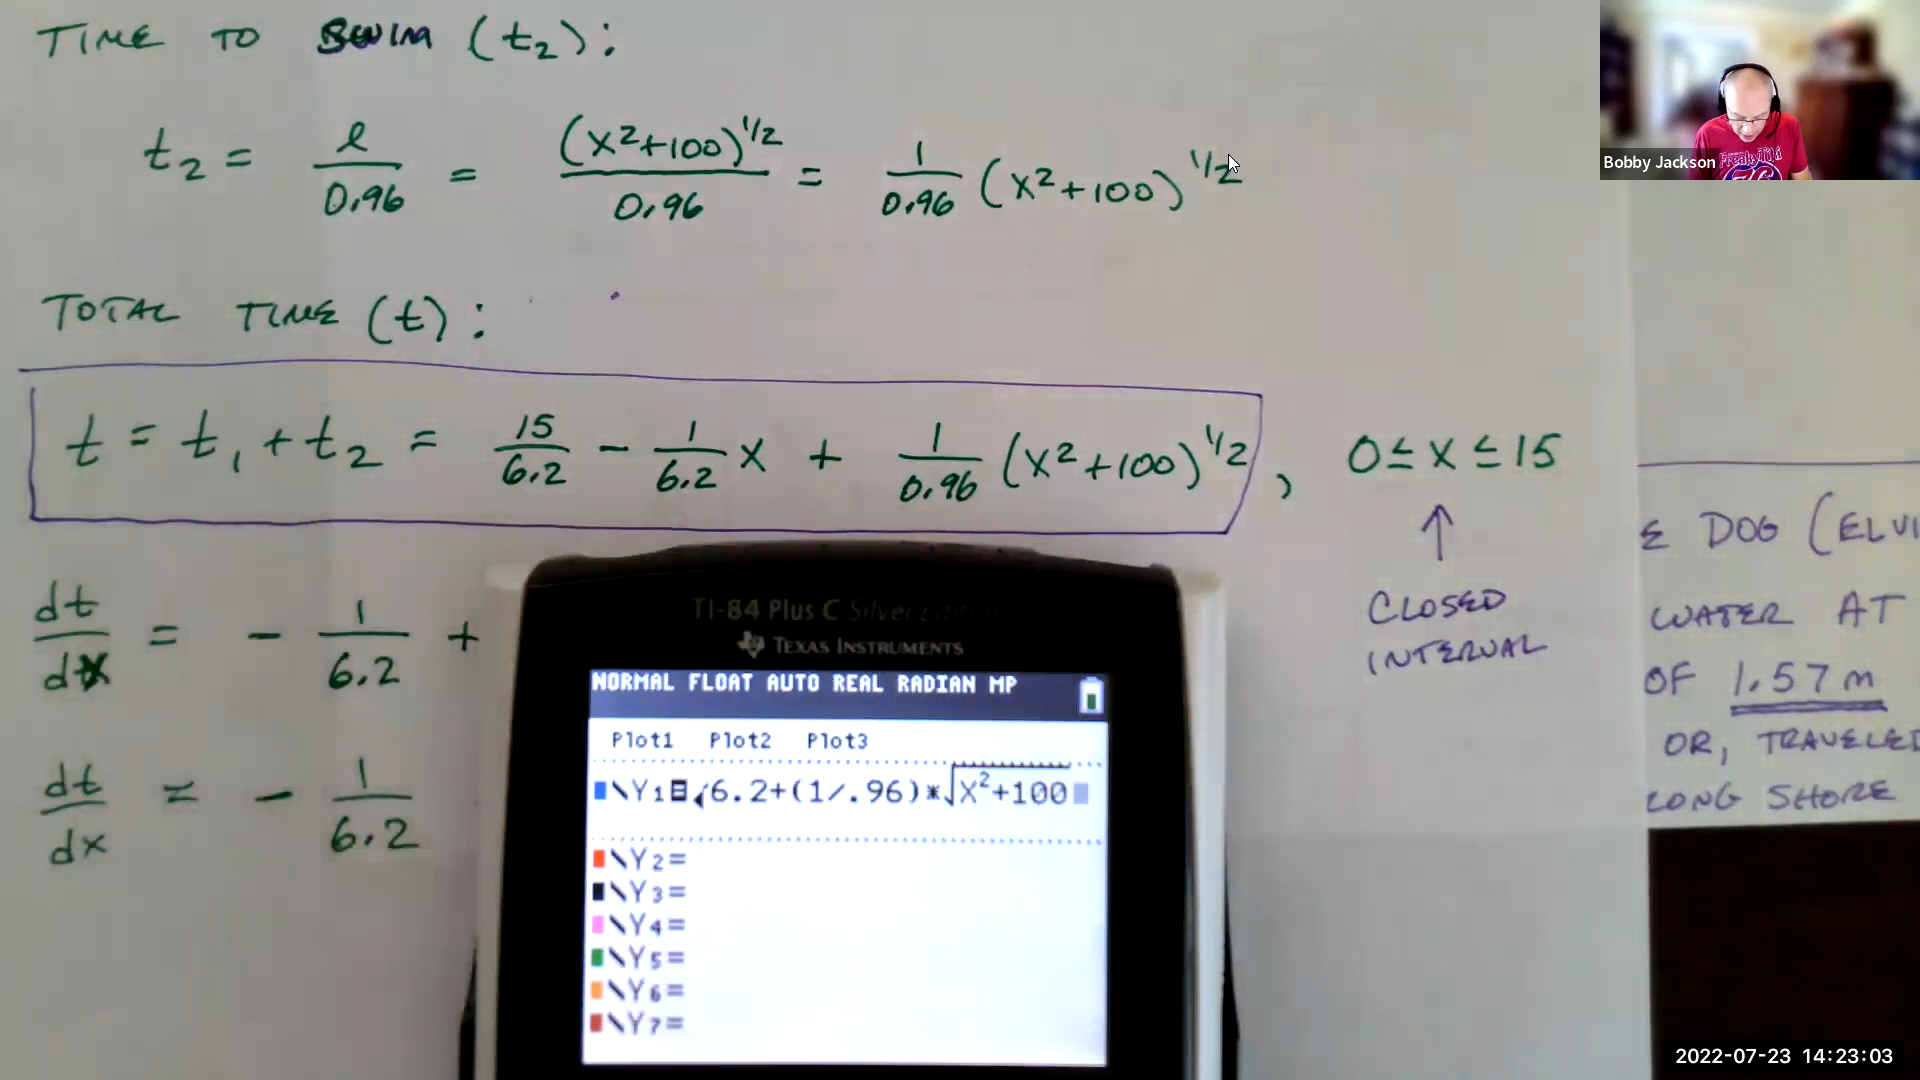 TIME TO SWIM (t₂):
t₂ = l / 0.96 = (x²+100)^1/2 / 0.96 = 1/0.96 (x²+100)^1/2
Bobby Jackson
TOTAL TIME (t):
t = t₁ + t₂ = 15/6.2 - 1/6.2 x + 1/0.96 (x²+100)^1/2 , 0 ≤ x ≤ 15
↑
CLOSED
INTERVAL
E DOG (ELVI
WATER AT
OF 1.57 m
OR, TRAVELED
LONG SHORE
dt/dx = - 1/6.2 +
dt/dx = - 1/6.2
TI-84 Plus C Silver Edition
TEXAS INSTRUMENTS
NORMAL FLOAT AUTO REAL RADIAN MP
Plot1 Plot2 Plot3
\Y1=/6.2+(1/.96)*√X²+100
\Y2=
\Y3=
\Y4=
\Y5=
\Y6=
\Y7=
2022-07-23 14:23:03